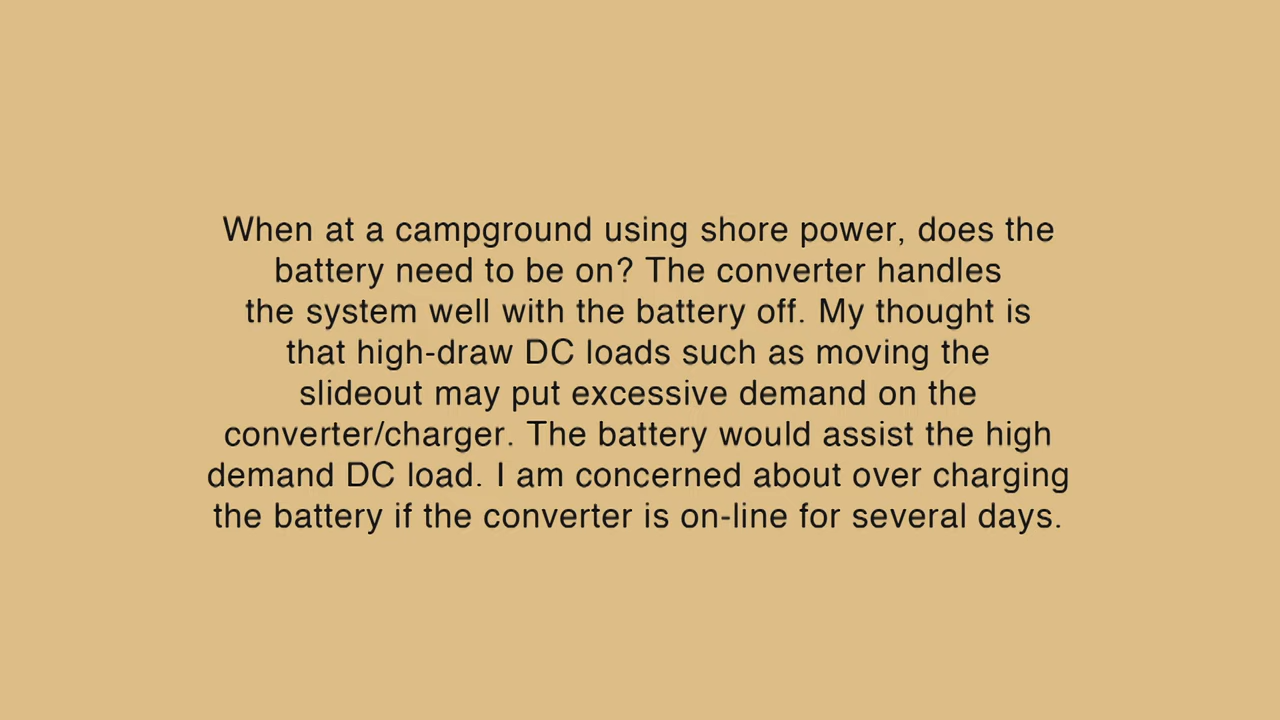 When at a campground using shore power, does the
battery need to be on? The converter handles
the system well with the battery off. My thought is
that high-draw DC loads such as moving the
slideout may put excessive demand on the
converter/charger. The battery would assist the high
demand DC load. I am concerned about over charging
the battery if the converter is on-line for several days.